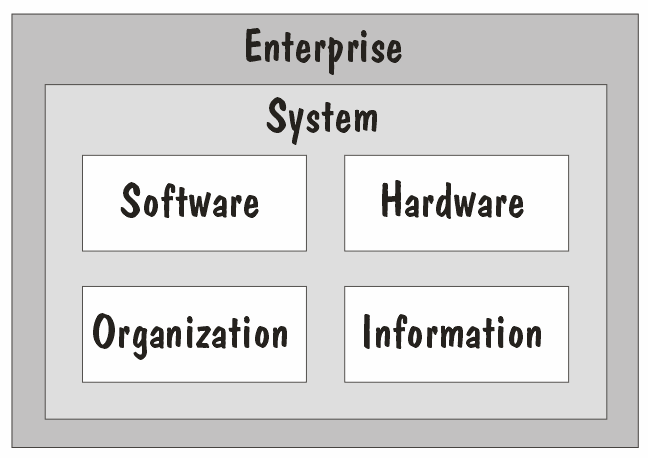 Enterprise
System
Software
Hardware
Organization
Information